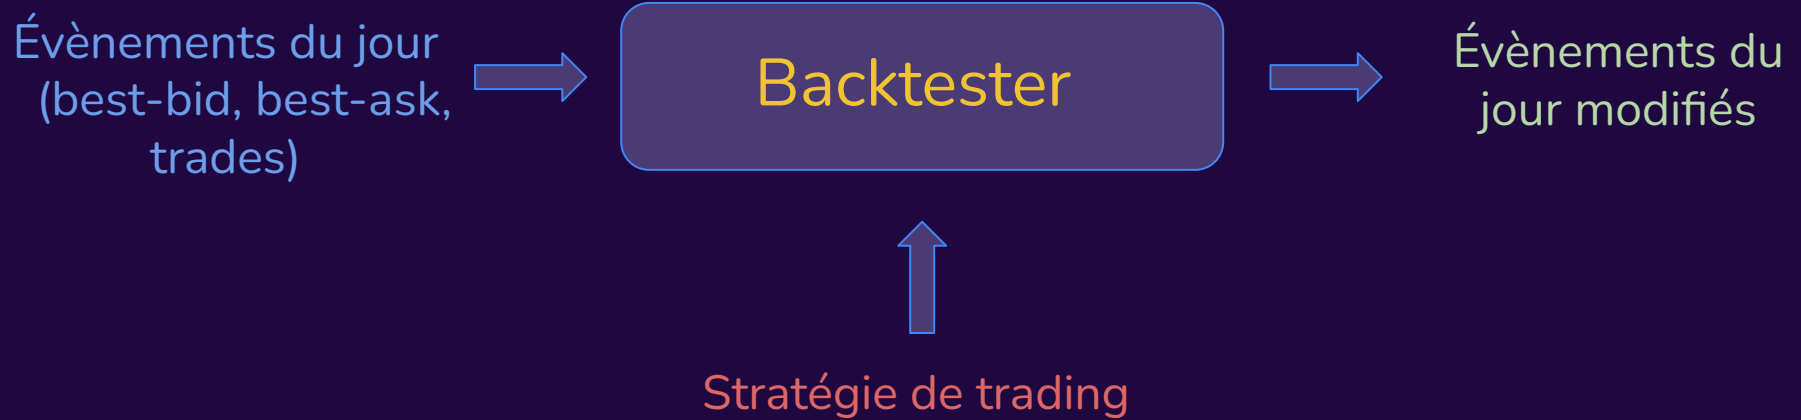 Évènements du jour
(best-bid, best-ask,
trades)
Backtester
Évènements du
jour modifiés
Stratégie de trading